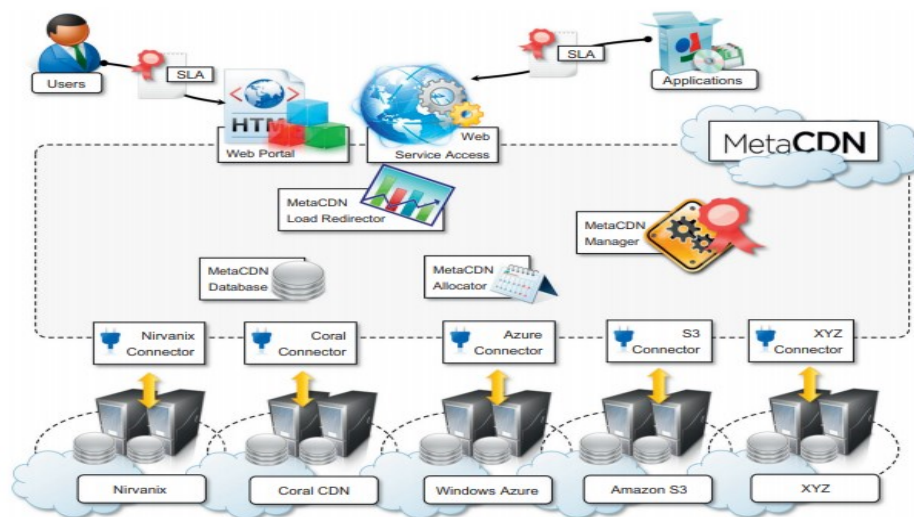 Users
SLA
SLA
Applications
HTM
Web Portal
Web
Service Access
MetaCDN
MetaCDN
Load Redirector
MetaCDN
Manager
MetaCDN
Database
MetaCDN
Allocator
Nirvanix
Connector
Coral
Connector
Azure
Connector
S3
Connector
XYZ
Connector
Nirvanix
Coral CDN
Windows Azure
Amazon S3
XYZ